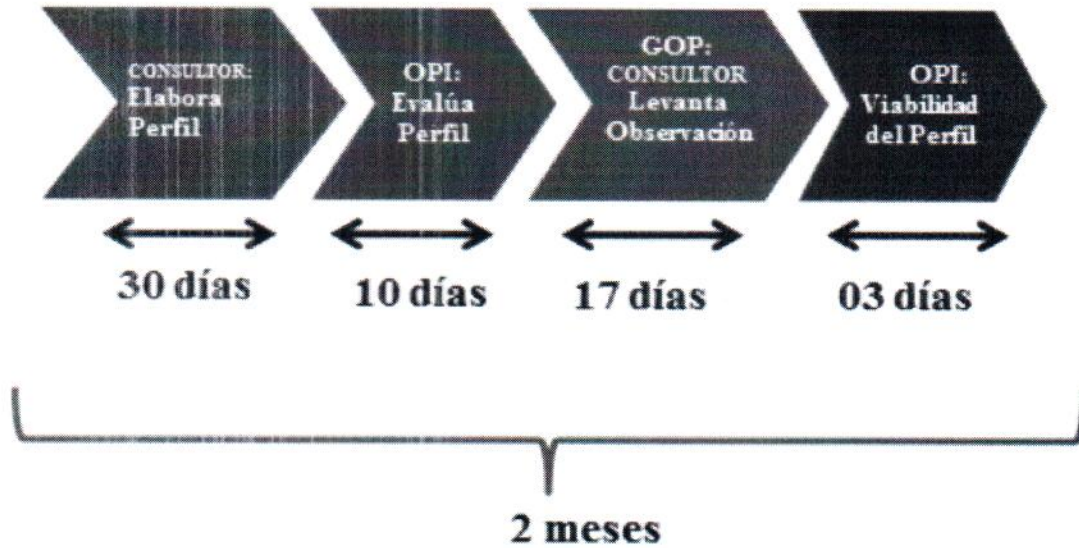 CONSULTOR:
Elabora
Perfil
OPI:
Evalúa
Perfil
GOP:
CONSULTOR
Levanta
Observación
OPI:
Viabilidad
del Perfil
30 días
10 días
17 días
03 días
2 meses